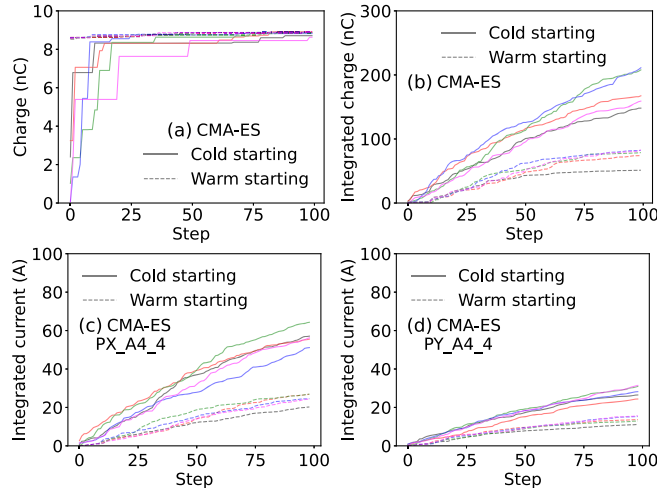 10
8
6
4
2
0
Charge (nC)
(a) CMA-ES
Cold starting
Warm starting
0 25 50 75 100
Step
300
200
100
0
Integrated charge (nC)
Cold starting
Warm starting
(b) CMA-ES
0 25 50 75 100
Step
100
80
60
40
20
0
Integrated current (A)
Cold starting
Warm starting
(c) CMA-ES
PX_A4_4
0 25 50 75 100
Step
100
80
60
40
20
0
Integrated current (A)
Cold starting
Warm starting
(d) CMA-ES
PY_A4_4
0 25 50 75 100
Step